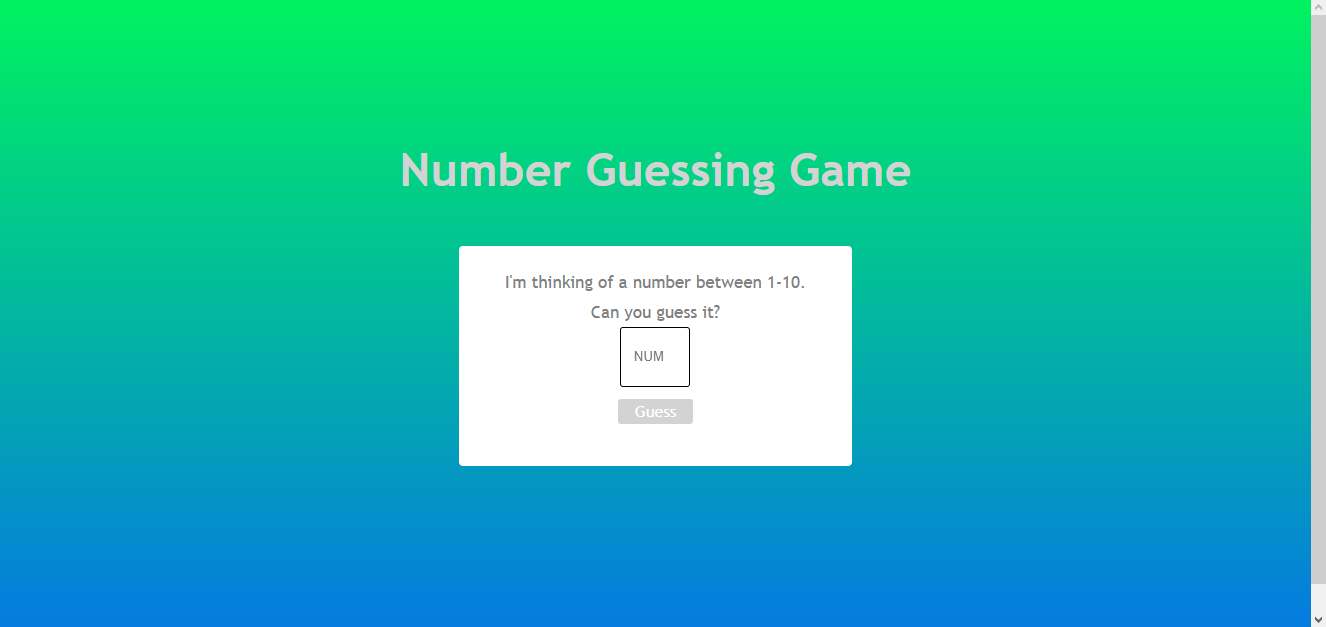 Number Guessing Game
I'm thinking of a number between 1-10.
Can you guess it?
NUM
Guess